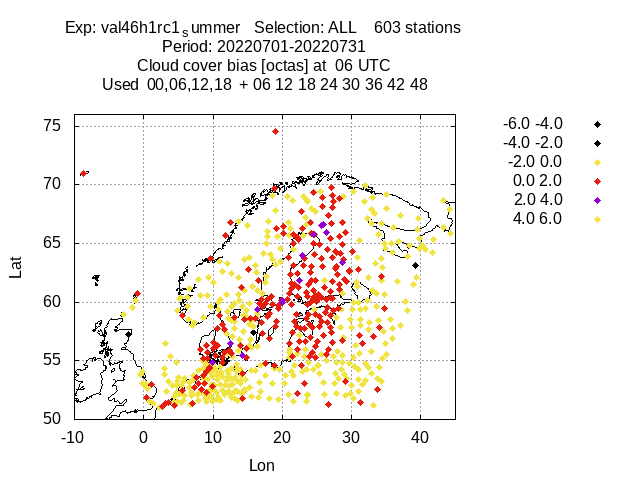 Exp: val46h1rc1summer Selection: ALL 603 stations
Period: 20220701-20220731
Cloud cover bias [octas] at 06 UTC
Used 00,06,12,18 + 06 12 18 24 30 36 42 48
-6.0 -4.0
-4.0 -2.0
-2.0 0.0
0.0 2.0
2.0 4.0
4.0 6.0
75
70
65
60
55
50
Lat
-10 0 10 20 30 40
Lon